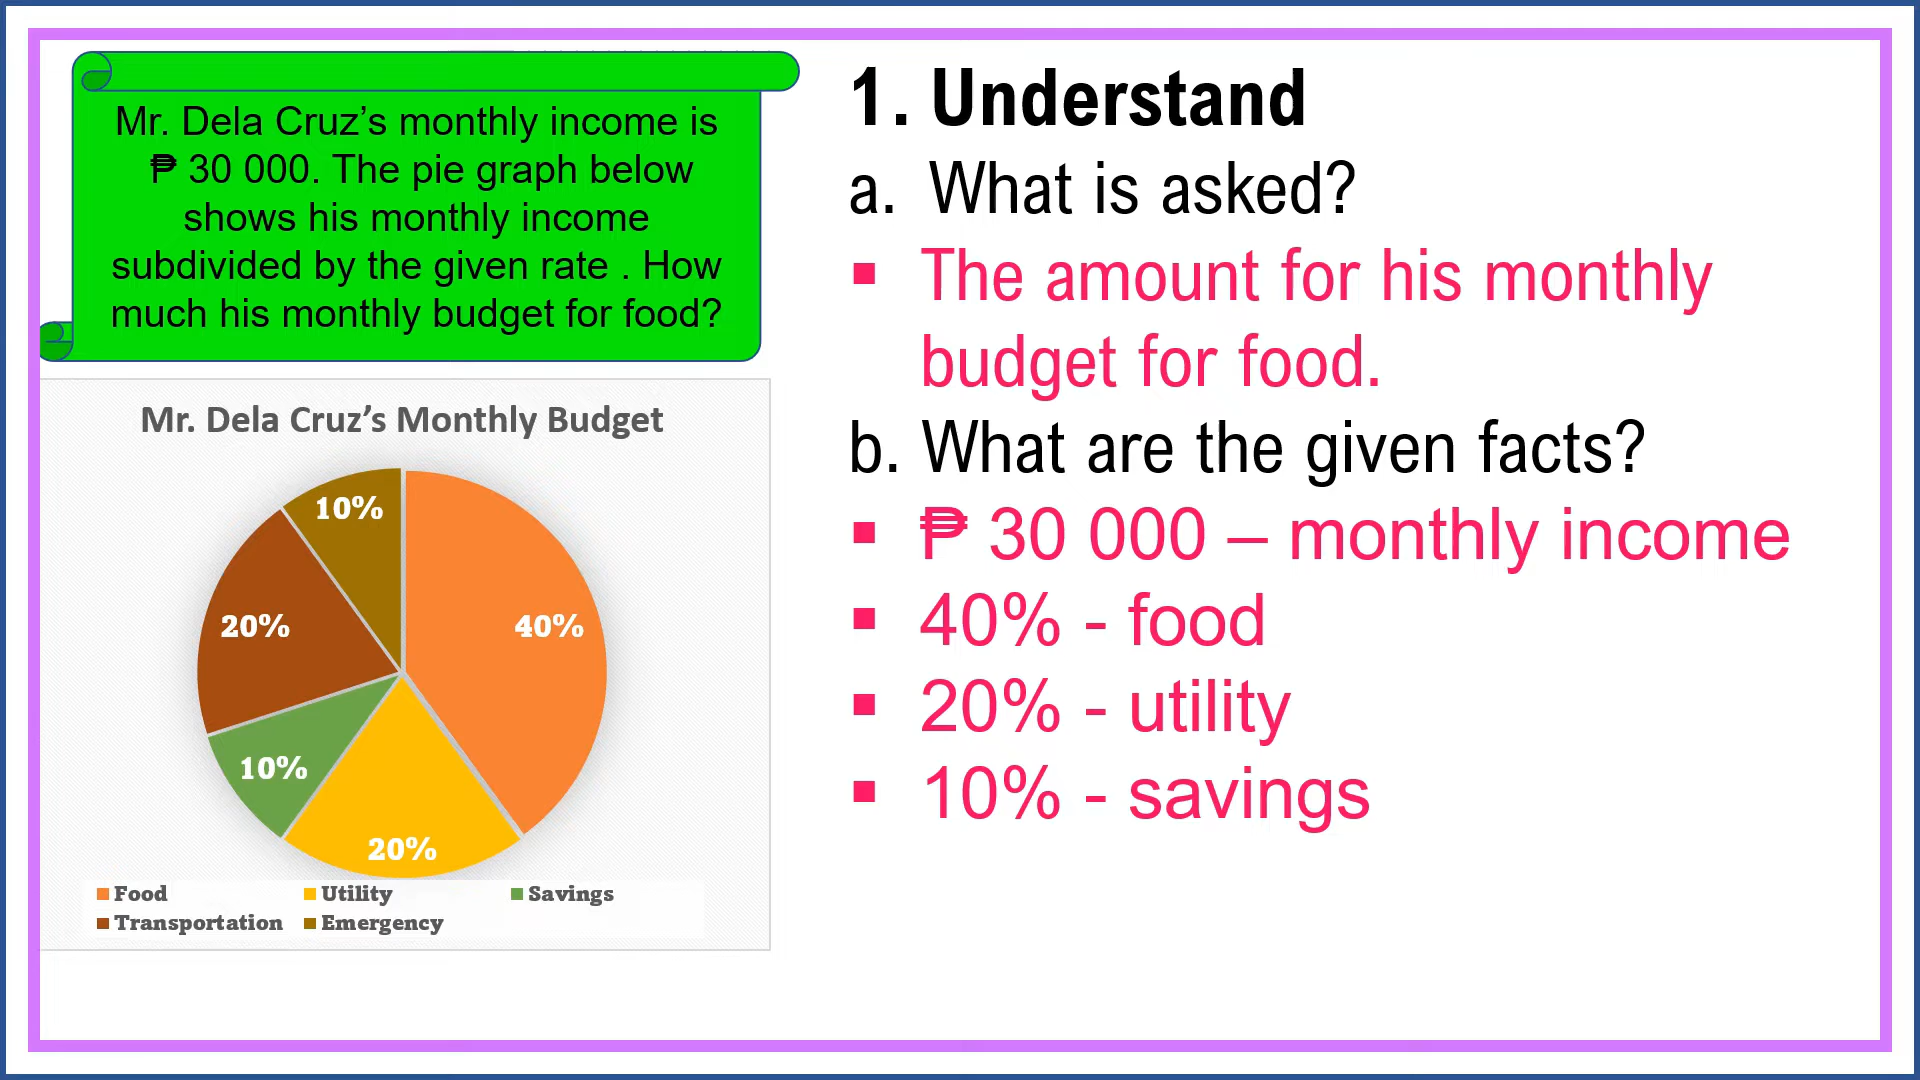 Mr. Dela Cruz’s monthly income is
₱ 30 000. The pie graph below
shows his monthly income
subdivided by the given rate . How
much his monthly budget for food?
Mr. Dela Cruz’s Monthly Budget
10%
40%
20%
10%
20%
Food
Utility
Savings
Transportation
Emergency
1. Understand
a. What is asked?
▪ The amount for his monthly
budget for food.
b. What are the given facts?
▪ ₱ 30 000 – monthly income
▪ 40% - food
▪ 20% - utility
▪ 10% - savings